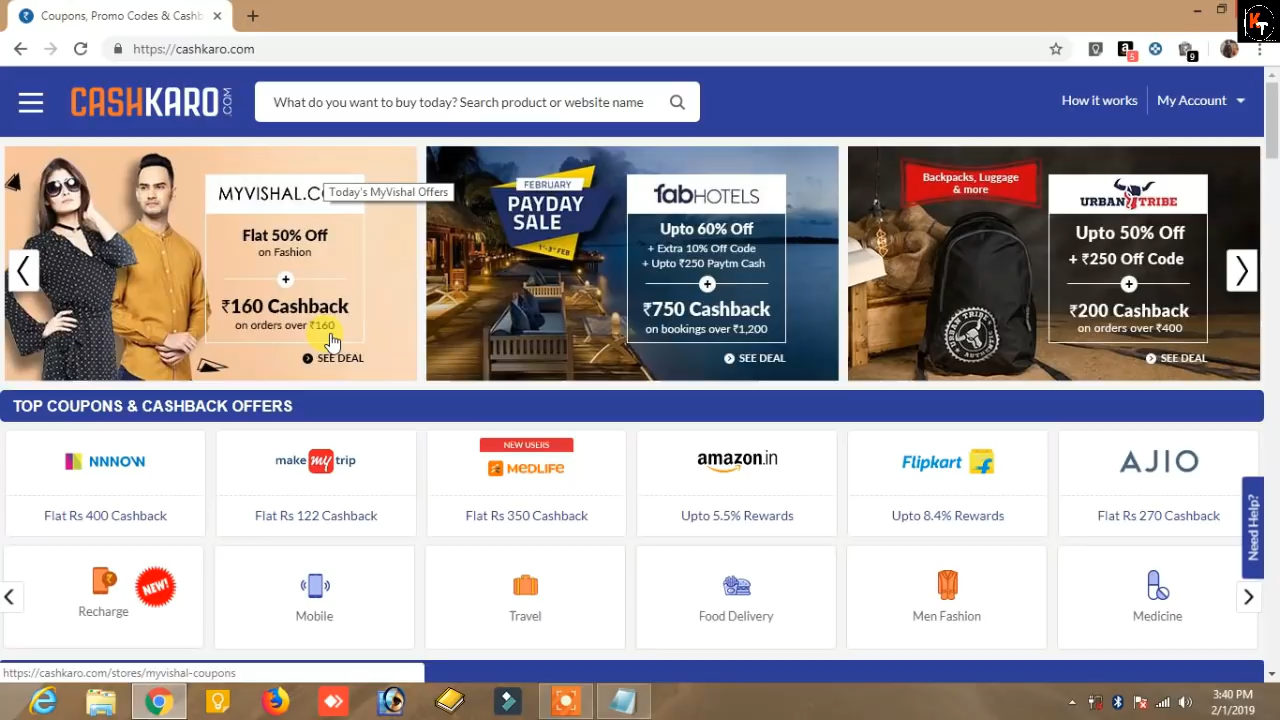 Coupons, Promo Codes & Cashb
KT
https://cashkaro.com
5
9
CASHKARO.COM
What do you want to buy today? Search product or website name
How it works
My Account
MYVISHAL.C
Today's MyVishal Offers
Flat 50% Off
on Fashion
+
₹160 Cashback
on orders over ₹160
SEE DEAL
FEBRUARY
PAYDAY
SALE
1ST-3RD FEB
fabHOTELS
Upto 60% Off
+ Extra 10% Off Code
+ Upto ₹250 Paytm Cash
+
₹750 Cashback
on bookings over ₹1,200
SEE DEAL
Backpacks, Luggage
& more
URBAN TRIBE
Upto 50% Off
+ ₹250 Off Code
+
₹200 Cashback
on orders over ₹400
SEE DEAL
TOP COUPONS & CASHBACK OFFERS
NNNOW
Flat Rs 400 Cashback
make my trip
Flat Rs 122 Cashback
NEW USERS
MEDLIFE
Flat Rs 350 Cashback
amazon.in
Upto 5.5% Rewards
Flipkart
Upto 8.4% Rewards
AJIO
Flat Rs 270 Cashback
Need Help?
NEW!
Recharge
Mobile
Travel
Food Delivery
Men Fashion
Medicine
https://cashkaro.com/stores/myvishal-coupons
3:40 PM
2/1/2019